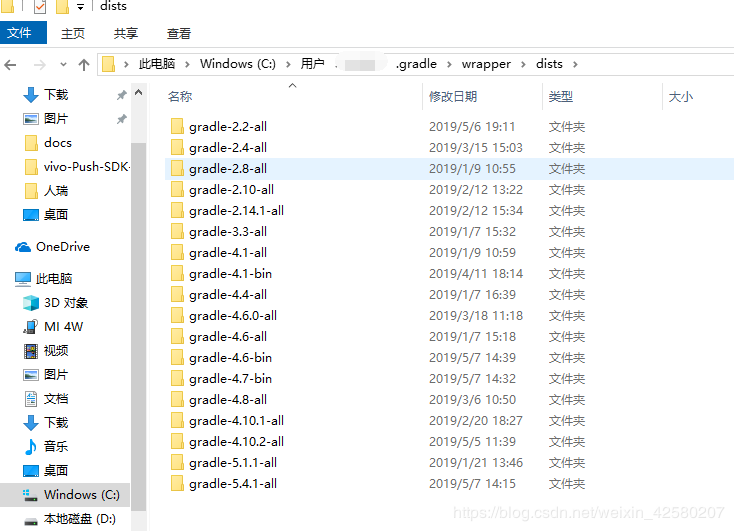 dists
文件 主页 共享 查看
此电脑 Windows (C:) 用户 .gradle wrapper dists
名称 修改日期 类型 大小
下载
图片
docs
vivo-Push-SDK-
人瑞
桌面
OneDrive
此电脑
3D 对象
MI 4W
视频
图片
文档
下载
音乐
桌面
Windows (C:)
本地磁盘 (D:)
gradle-2.2-all 2019/5/6 19:11 文件夹
gradle-2.4-all 2019/3/15 15:03 文件夹
gradle-2.8-all 2019/1/9 10:55 文件夹
gradle-2.10-all 2019/2/12 13:22 文件夹
gradle-2.14.1-all 2019/2/12 15:34 文件夹
gradle-3.3-all 2019/1/7 15:32 文件夹
gradle-4.1-all 2019/1/9 10:59 文件夹
gradle-4.1-bin 2019/4/11 18:14 文件夹
gradle-4.4-all 2019/1/7 16:39 文件夹
gradle-4.6.0-all 2019/3/18 11:18 文件夹
gradle-4.6-all 2019/1/7 15:18 文件夹
gradle-4.6-bin 2019/5/7 14:39 文件夹
gradle-4.7-bin 2019/5/7 14:32 文件夹
gradle-4.8-all 2019/3/6 10:50 文件夹
gradle-4.10.1-all 2019/2/20 18:27 文件夹
gradle-4.10.2-all 2019/5/5 11:39 文件夹
gradle-5.1.1-all 2019/1/21 13:46 文件夹
gradle-5.4.1-all 2019/5/7 14:15 文件夹
https://blog.csdn.net/weixin_42580207